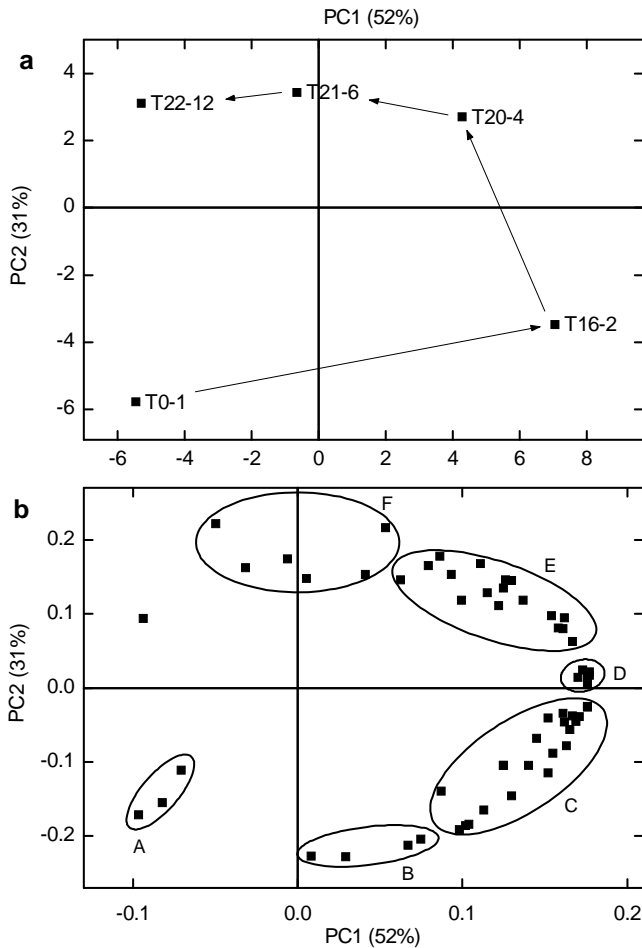 PC1 (52%)
a
4
2
0
-2
-4
-6
PC2 (31%)
T22-12
T21-6
T20-4
T16-2
T0-1
-6 -4 -2 0 2 4 6 8
b
0.2
0.1
0.0
-0.1
-0.2
PC2 (31%)
F
E
D
C
A
B
-0.1 0.0 0.1 0.2
PC1 (52%)